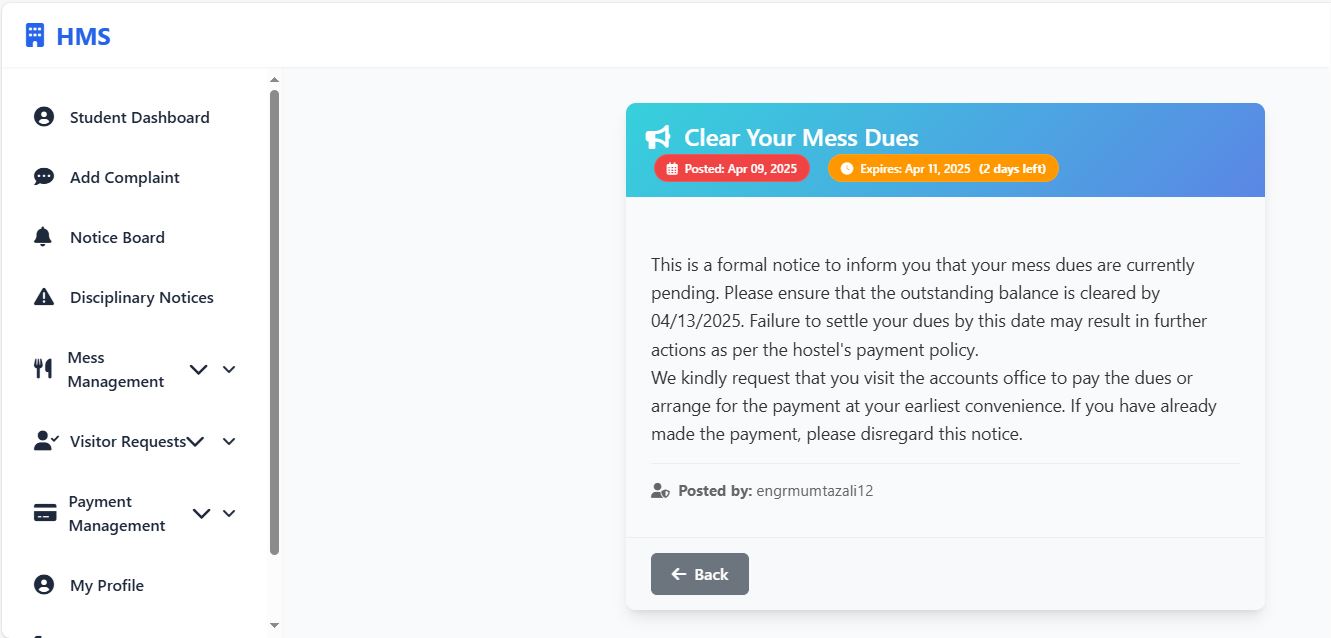 HMS
Student Dashboard
Add Complaint
Notice Board
Disciplinary Notices
Mess
Management
Visitor Requests
Payment
Management
My Profile
Clear Your Mess Dues
Posted: Apr 09, 2025
Expires: Apr 11, 2025 (2 days left)
This is a formal notice to inform you that your mess dues are currently
pending. Please ensure that the outstanding balance is cleared by
04/13/2025. Failure to settle your dues by this date may result in further
actions as per the hostel's payment policy.
We kindly request that you visit the accounts office to pay the dues or
arrange for the payment at your earliest convenience. If you have already
made the payment, please disregard this notice.
Posted by: engrmumtazali12
Back